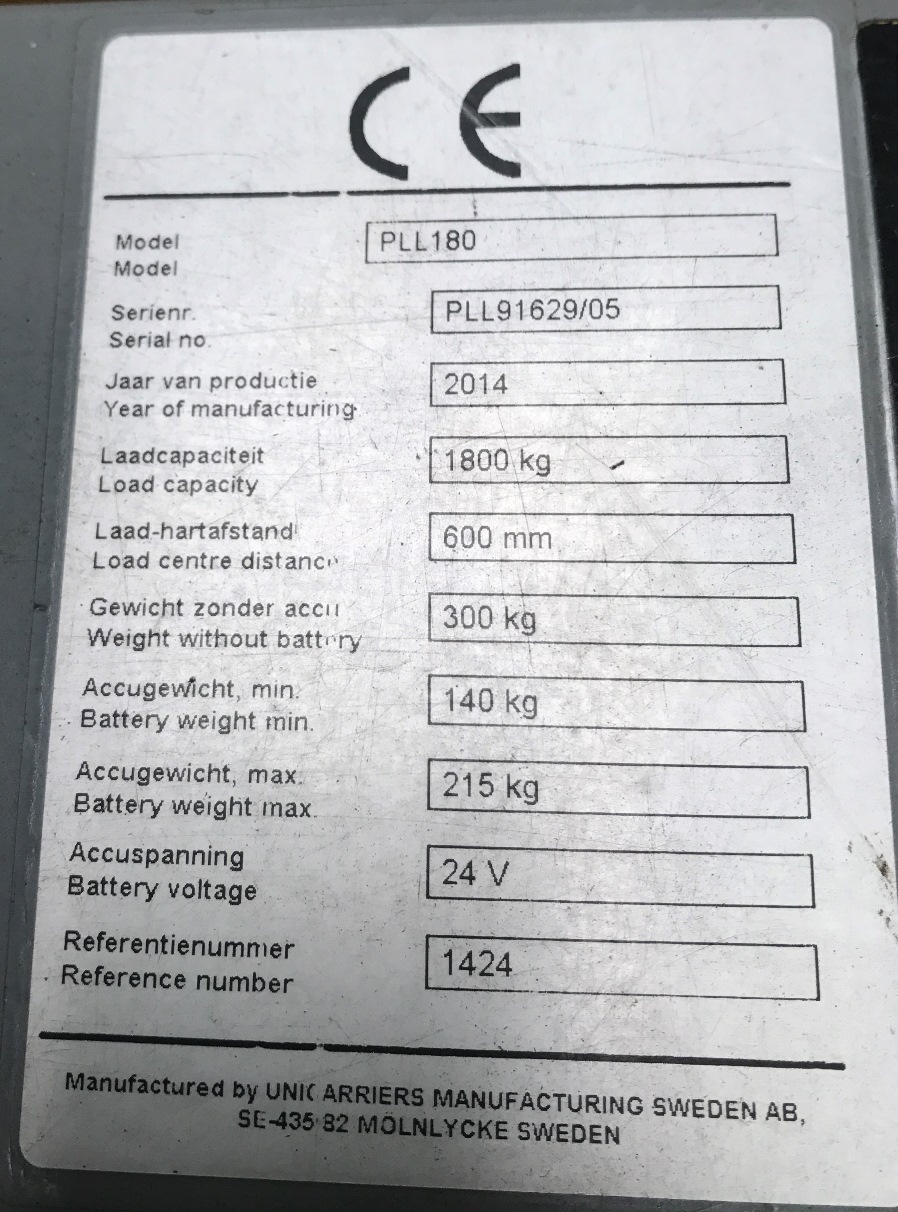 CE
Model PLL180
Model
Serienr. PLL91629/05
Serial no.
Jaar van productie 2014
Year of manufacturing
Laadcapaciteit 1800 kg
Load capacity
Laad-hartafstand 600 mm
Load centre distance
Gewicht zonder accu 300 kg
Weight without battery
Accugewicht, min. 140 kg
Battery weight min.
Accugewicht, max. 215 kg
Battery weight max.
Accuspanning 24 V
Battery voltage
Referentienummer 1424
Reference number
Manufactured by UNICARRIERS MANUFACTURING SWEDEN AB,
SE-435 82 MÖLNLYCKE SWEDEN